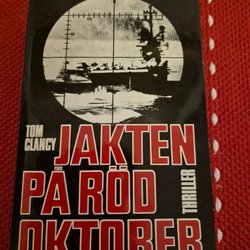 TOM
CLANCY
JAKTEN
PÅ RÖD
OKTOBER
THRILLER